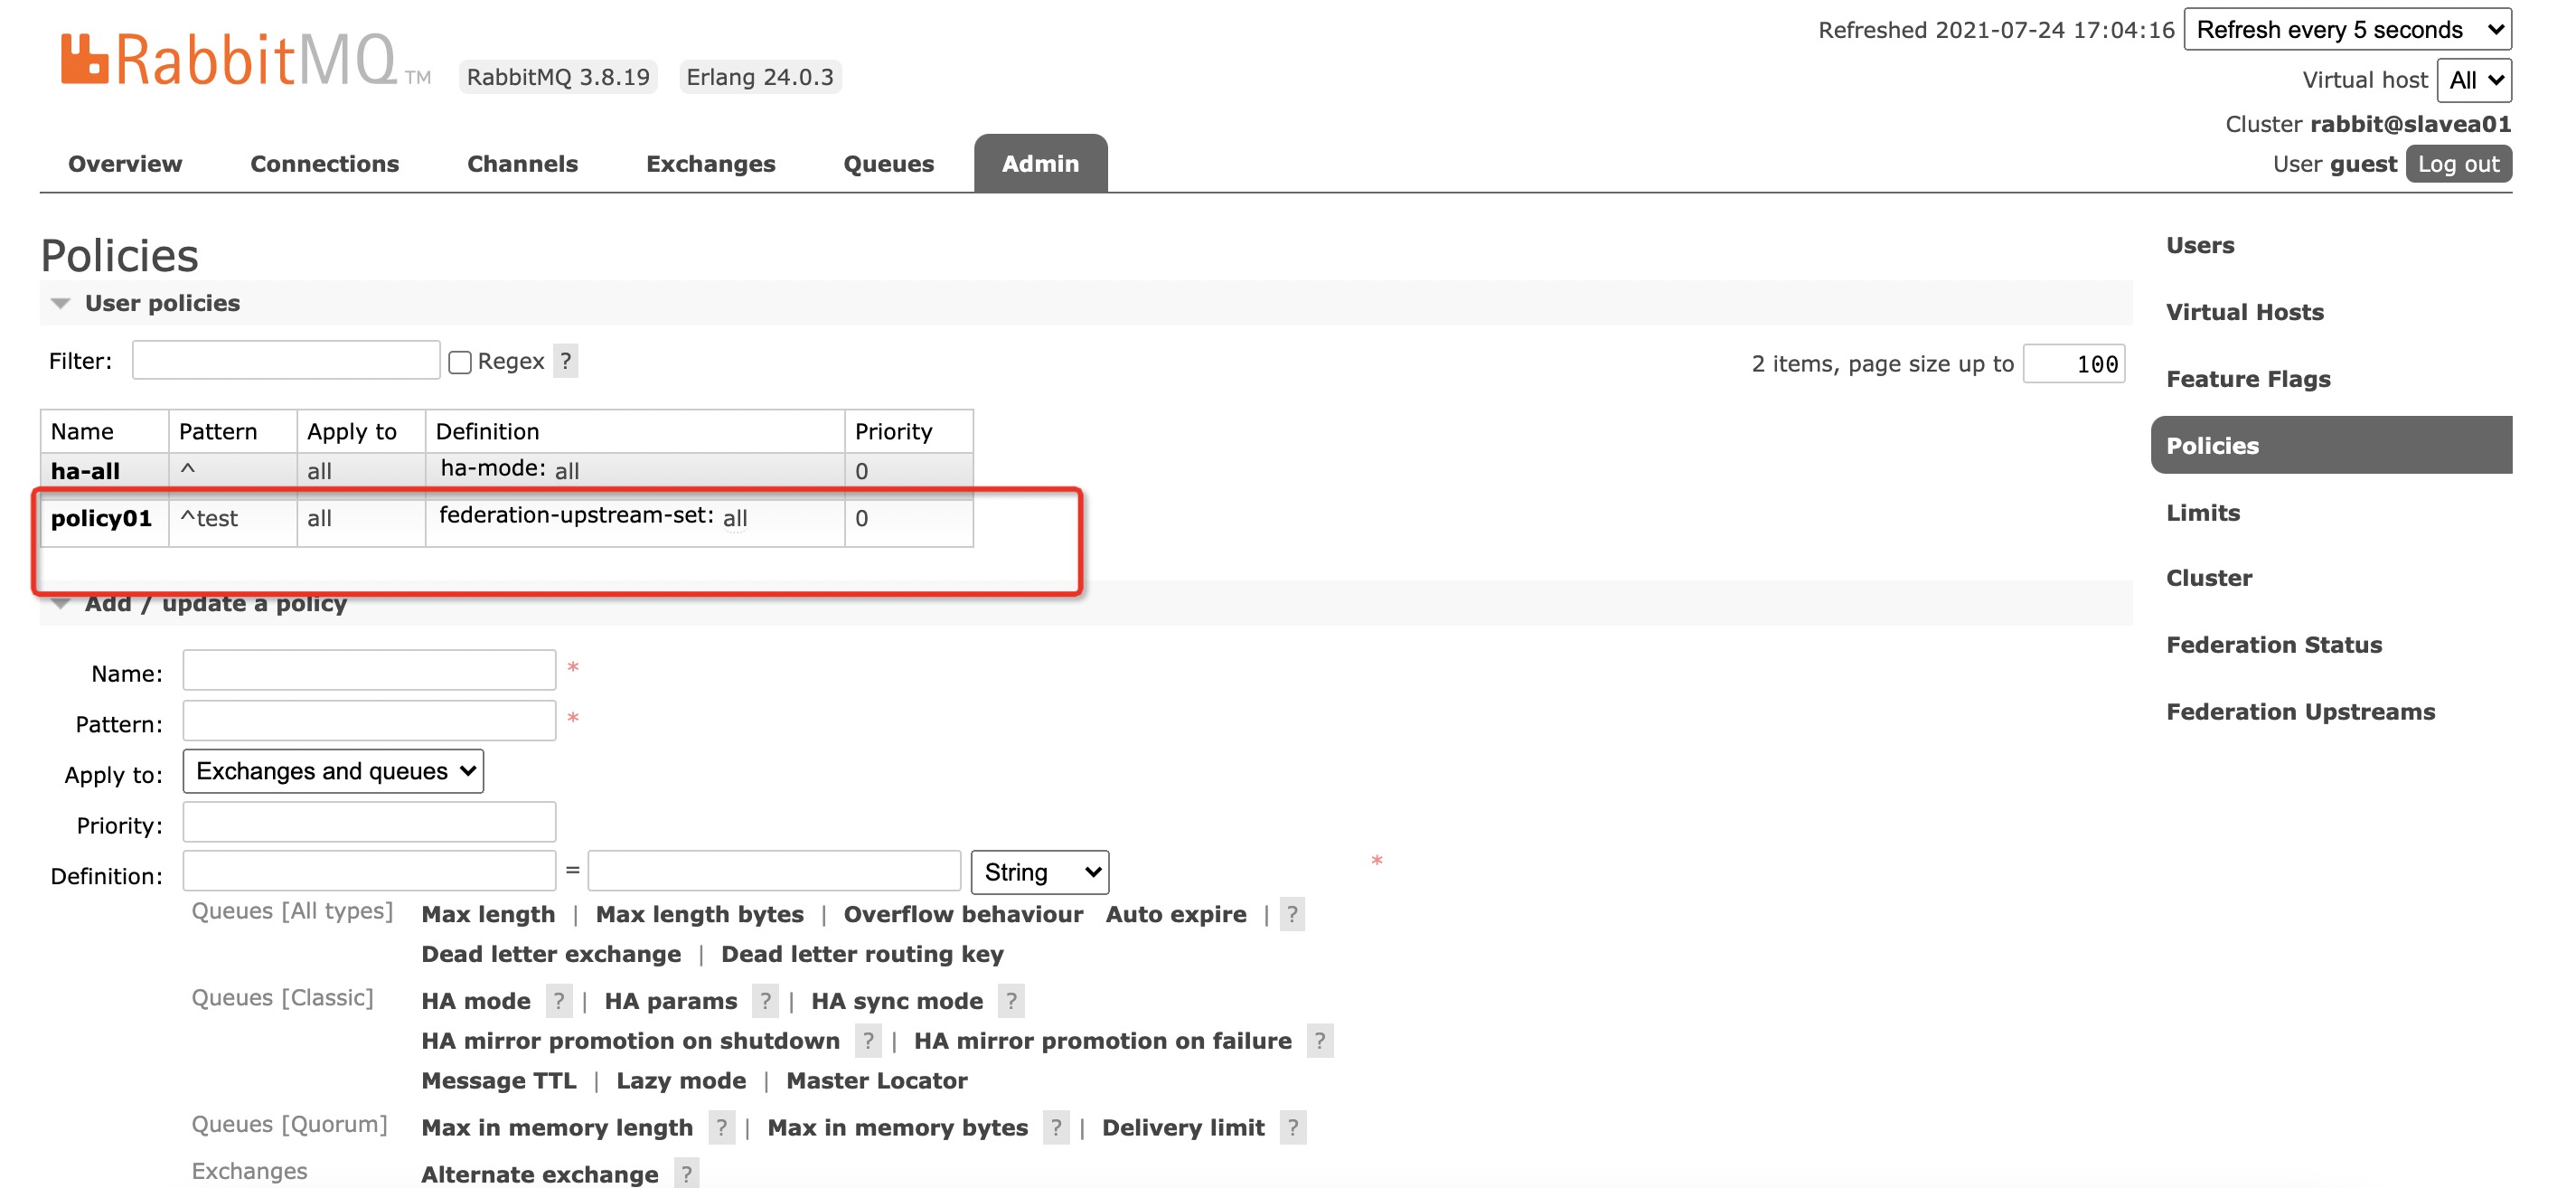 Refreshed 2021-07-24 17:04:16 Refresh every 5 seconds
RabbitMQ TM RabbitMQ 3.8.19 Erlang 24.0.3
Virtual host All
Cluster rabbit@slavea01
Overview Connections Channels Exchanges Queues Admin
User guest Log out
Policies
User policies
Filter: Regex ?
2 items, page size up to 100
Name Pattern Apply to Definition Priority
ha-all ^ all ha-mode: all 0
policy01 ^test all federation-upstream-set: all 0
Add / update a policy
Name: *
Pattern: *
Apply to: Exchanges and queues
Priority:
Definition: = String *
Queues [All types] Max length | Max length bytes | Overflow behaviour Auto expire | ?
Dead letter exchange | Dead letter routing key
Queues [Classic] HA mode ? | HA params ? | HA sync mode ?
HA mirror promotion on shutdown ? | HA mirror promotion on failure ?
Message TTL | Lazy mode | Master Locator
Queues [Quorum] Max in memory length ? | Max in memory bytes ? | Delivery limit ?
Exchanges Alternate exchange ?
Users
Virtual Hosts
Feature Flags
Policies
Limits
Cluster
Federation Status
Federation Upstreams